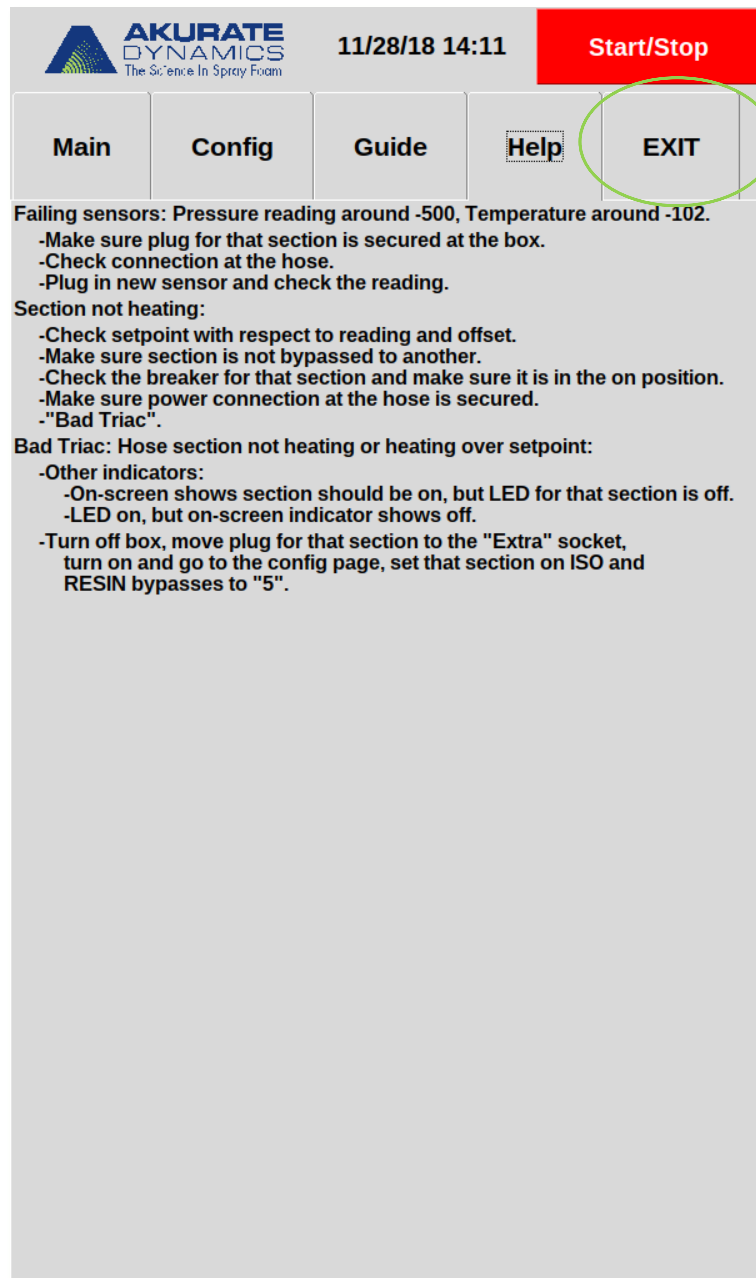 AKURATE
DYNAMICS
The Science In Spray Foam
11/28/18 14:11
Start/Stop
Main
Config
Guide
Help
EXIT
Failing sensors: Pressure reading around -500, Temperature around -102.
-Make sure plug for that section is secured at the box.
-Check connection at the hose.
-Plug in new sensor and check the reading.
Section not heating:
-Check setpoint with respect to reading and offset.
-Make sure section is not bypassed to another.
-Check the breaker for that section and make sure it is in the on position.
-Make sure power connection at the hose is secured.
-"Bad Triac".
Bad Triac: Hose section not heating or heating over setpoint:
-Other indicators:
-On-screen shows section should be on, but LED for that section is off.
-LED on, but on-screen indicator shows off.
-Turn off box, move plug for that section to the "Extra" socket,
turn on and go to the config page, set that section on ISO and
RESIN bypasses to "5".